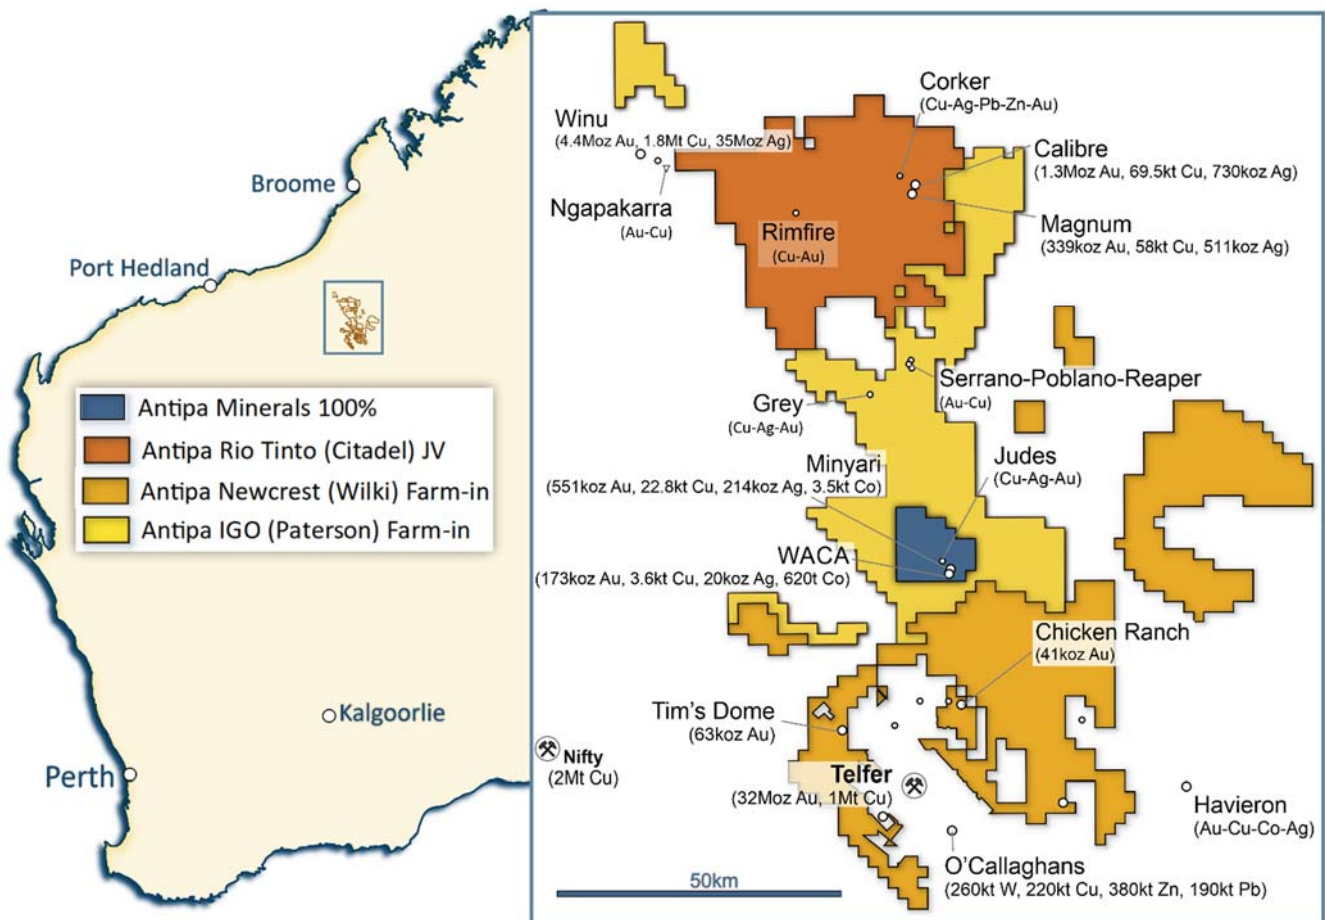 Broome
Port Hedland
Antipa Minerals 100%
Antipa Rio Tinto (Citadel) JV
Antipa Newcrest (Wilki) Farm-in
Antipa IGO (Paterson) Farm-in
Kalgoorlie
Perth
Winu
(4.4Moz Au, 1.8Mt Cu, 35Moz Ag)
Ngapakarra
(Au-Cu)
Corker
(Cu-Ag-Pb-Zn-Au)
Calibre
(1.3Moz Au, 69.5kt Cu, 730koz Ag)
Magnum
(339koz Au, 58kt Cu, 511koz Ag)
Rimfire
(Cu-Au)
Serrano-Poblano-Reaper
(Au-Cu)
Grey
(Cu-Ag-Au)
Minyari
(551koz Au, 22.8kt Cu, 214koz Ag, 3.5kt Co)
Judes
(Cu-Ag-Au)
WACA
(173koz Au, 3.6kt Cu, 20koz Ag, 620t Co)
Chicken Ranch
(41koz Au)
Tim's Dome
(63koz Au)
Nifty
(2Mt Cu)
Telfer
(32Moz Au, 1Mt Cu)
Havieron
(Au-Cu-Co-Ag)
O'Callaghans
(260kt W, 220kt Cu, 380kt Zn, 190kt Pb)
50km